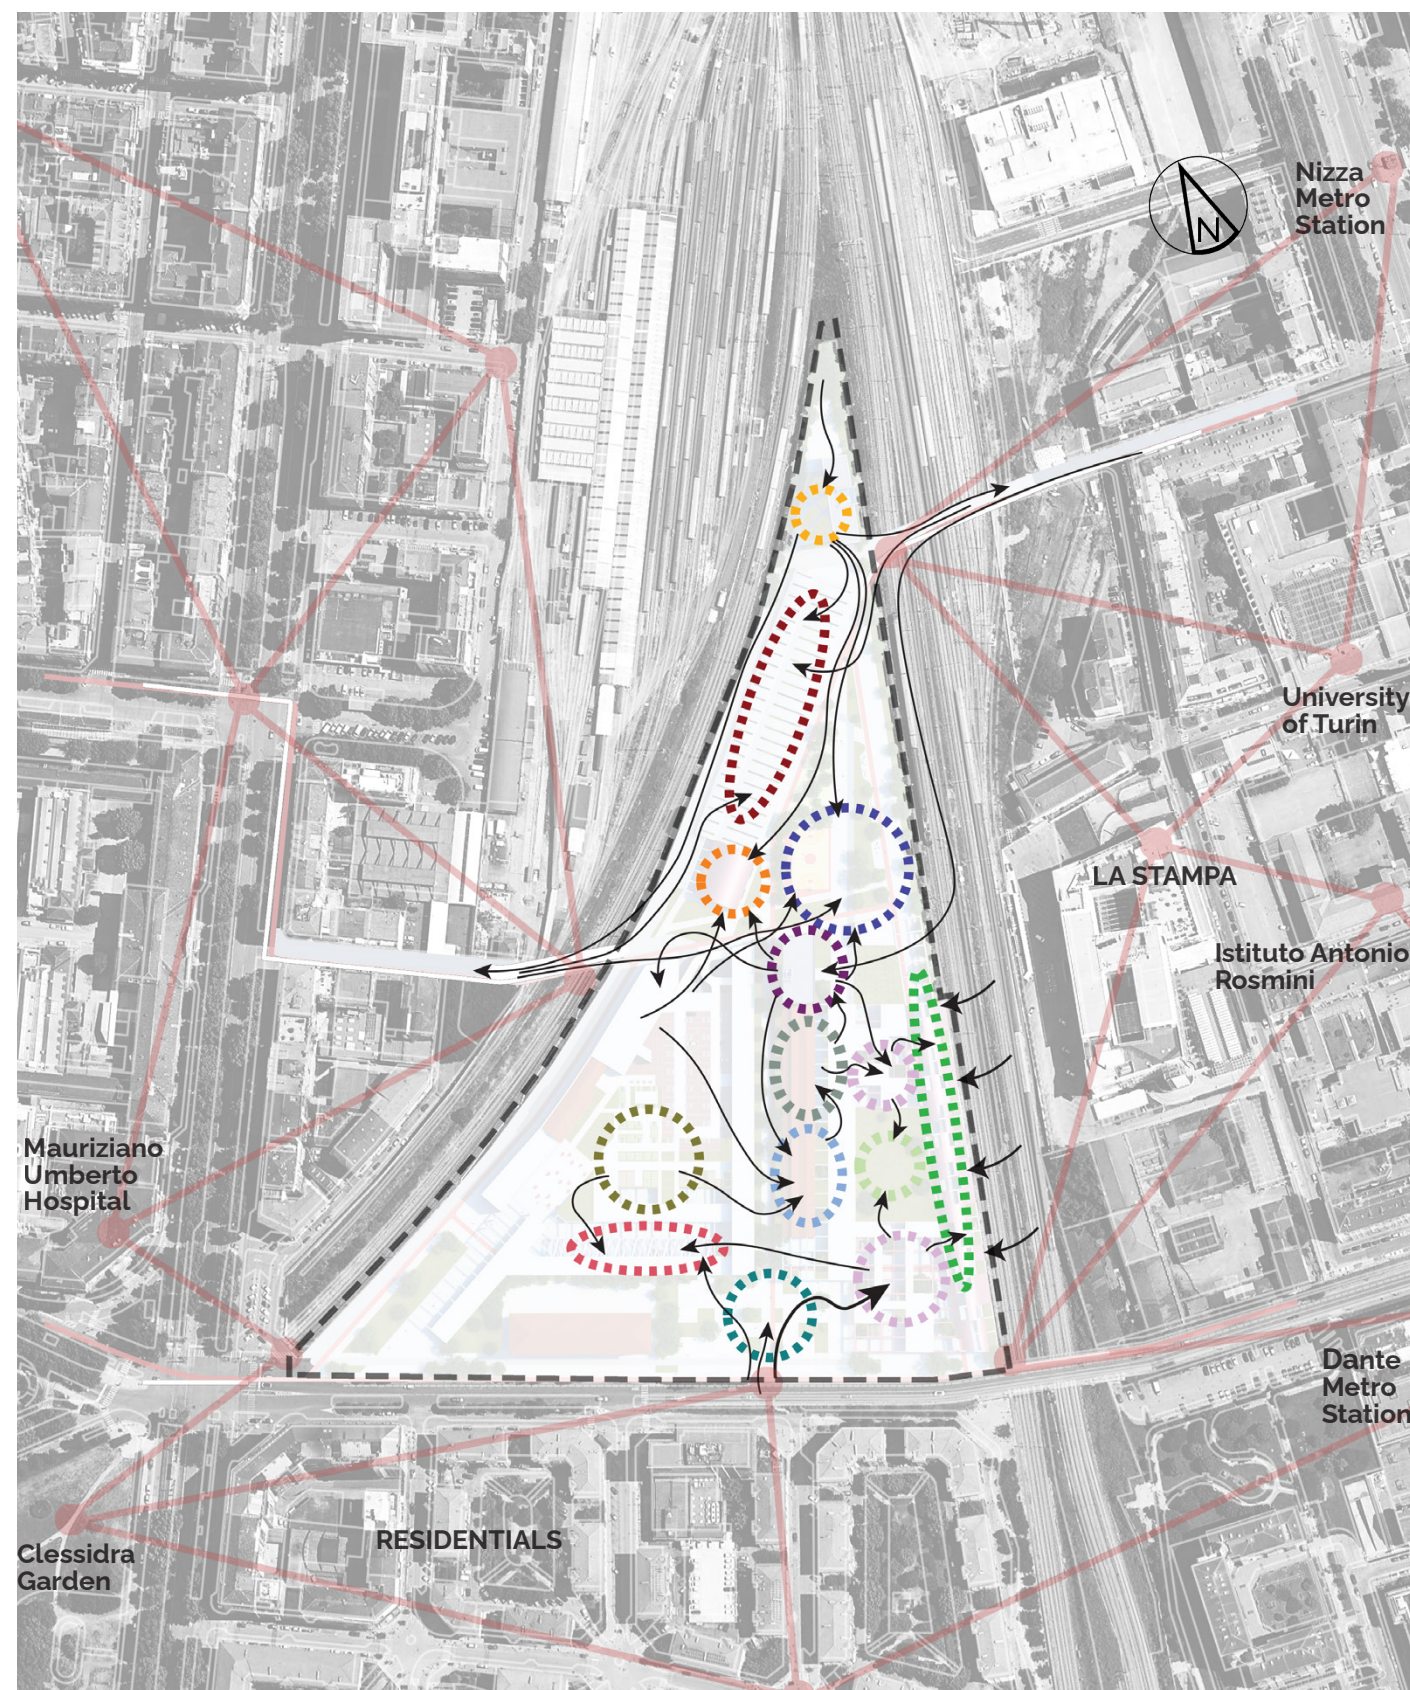 Nizza
Metro
Station
N
University
of Turin
LA STAMPA
Istituto Antonio
Rosmini
Mauriziano
Umberto
Hospital
Dante
Metro
Station
RESIDENTIALS
Clessidra
Garden